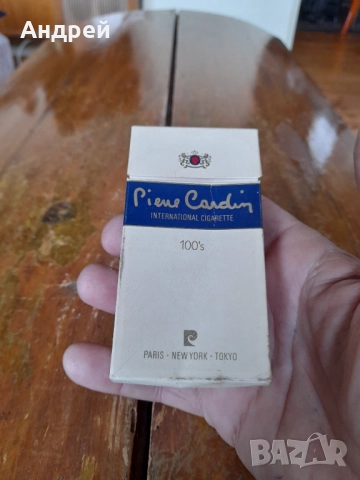 Андрей
Pierre Cardin
INTERNATIONAL CIGARETTE
100's
PARIS · NEW YORK · TOKYO
BAZAR